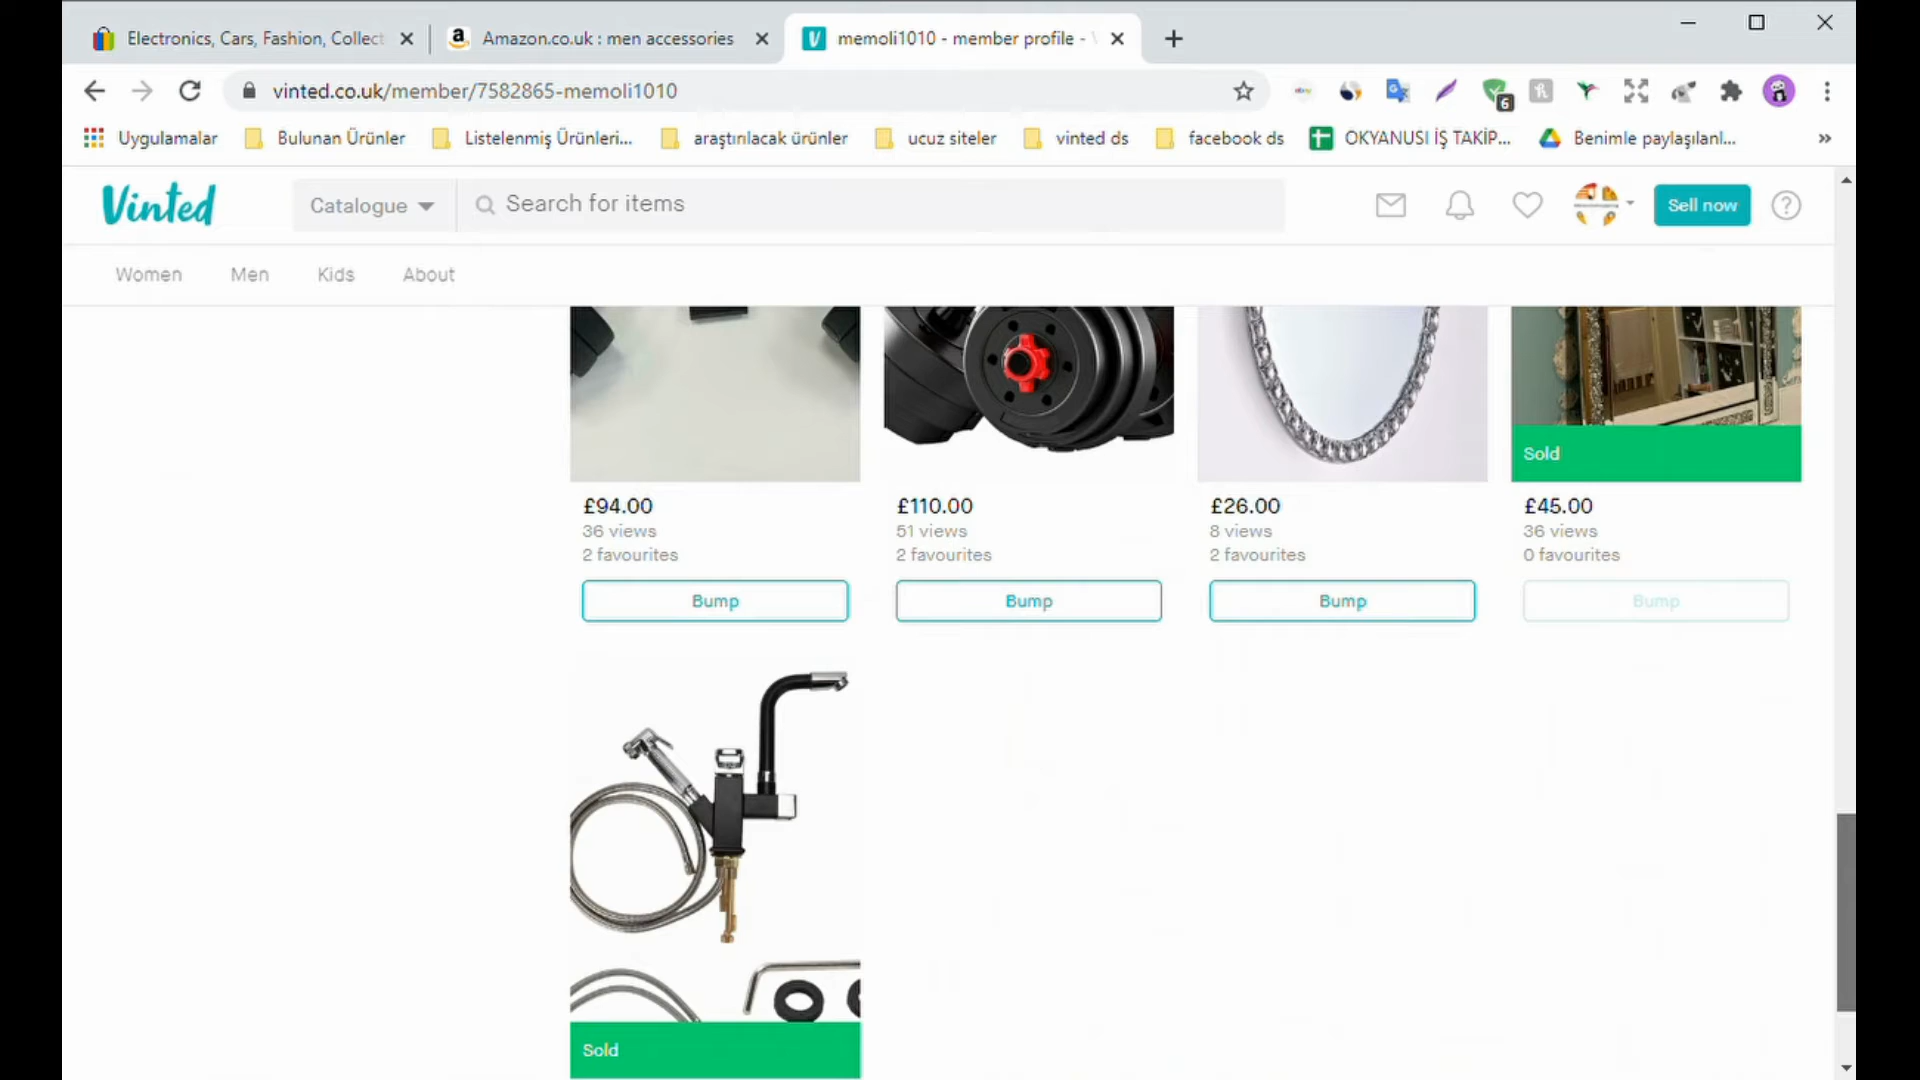 Electronics, Cars, Fashion, Collect
Amazon.co.uk : men accessories
memoli1010 - member profile -
vinted.co.uk/member/7582865-memoli1010
6
Uygulamalar
Bulunan Ürünler
Listelenmiş Ürünleri...
araştırılacak ürünler
ucuz siteler
vinted ds
facebook ds
OKYANUSI İŞ TAKİP...
Benimle paylaşılanl...
»
Vinted
Catalogue
Search for items
Sell now
?
Women
Men
Kids
About
Sold
£94.00
36 views
2 favourites
Bump
£110.00
51 views
2 favourites
Bump
£26.00
8 views
2 favourites
Bump
£45.00
36 views
0 favourites
Bump
Sold